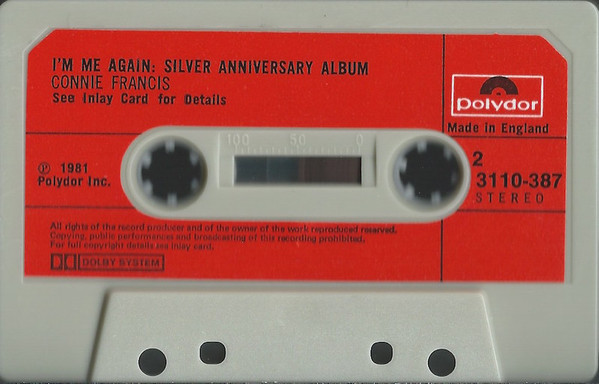 I'M ME AGAIN: SILVER ANNIVERSARY ALBUM
CONNIE FRANCIS
See Inlay Card for Details
polydor
Made in England
100 50 0
2
3110-387
STEREO
℗ 1981
Polydor Inc.
All rights of the record producer and of the owner of the work reproduced reserved.
Copying, public performances and broadcasting of this recording prohibited.
For full copyright details see inlay card.
DOLBY SYSTEM